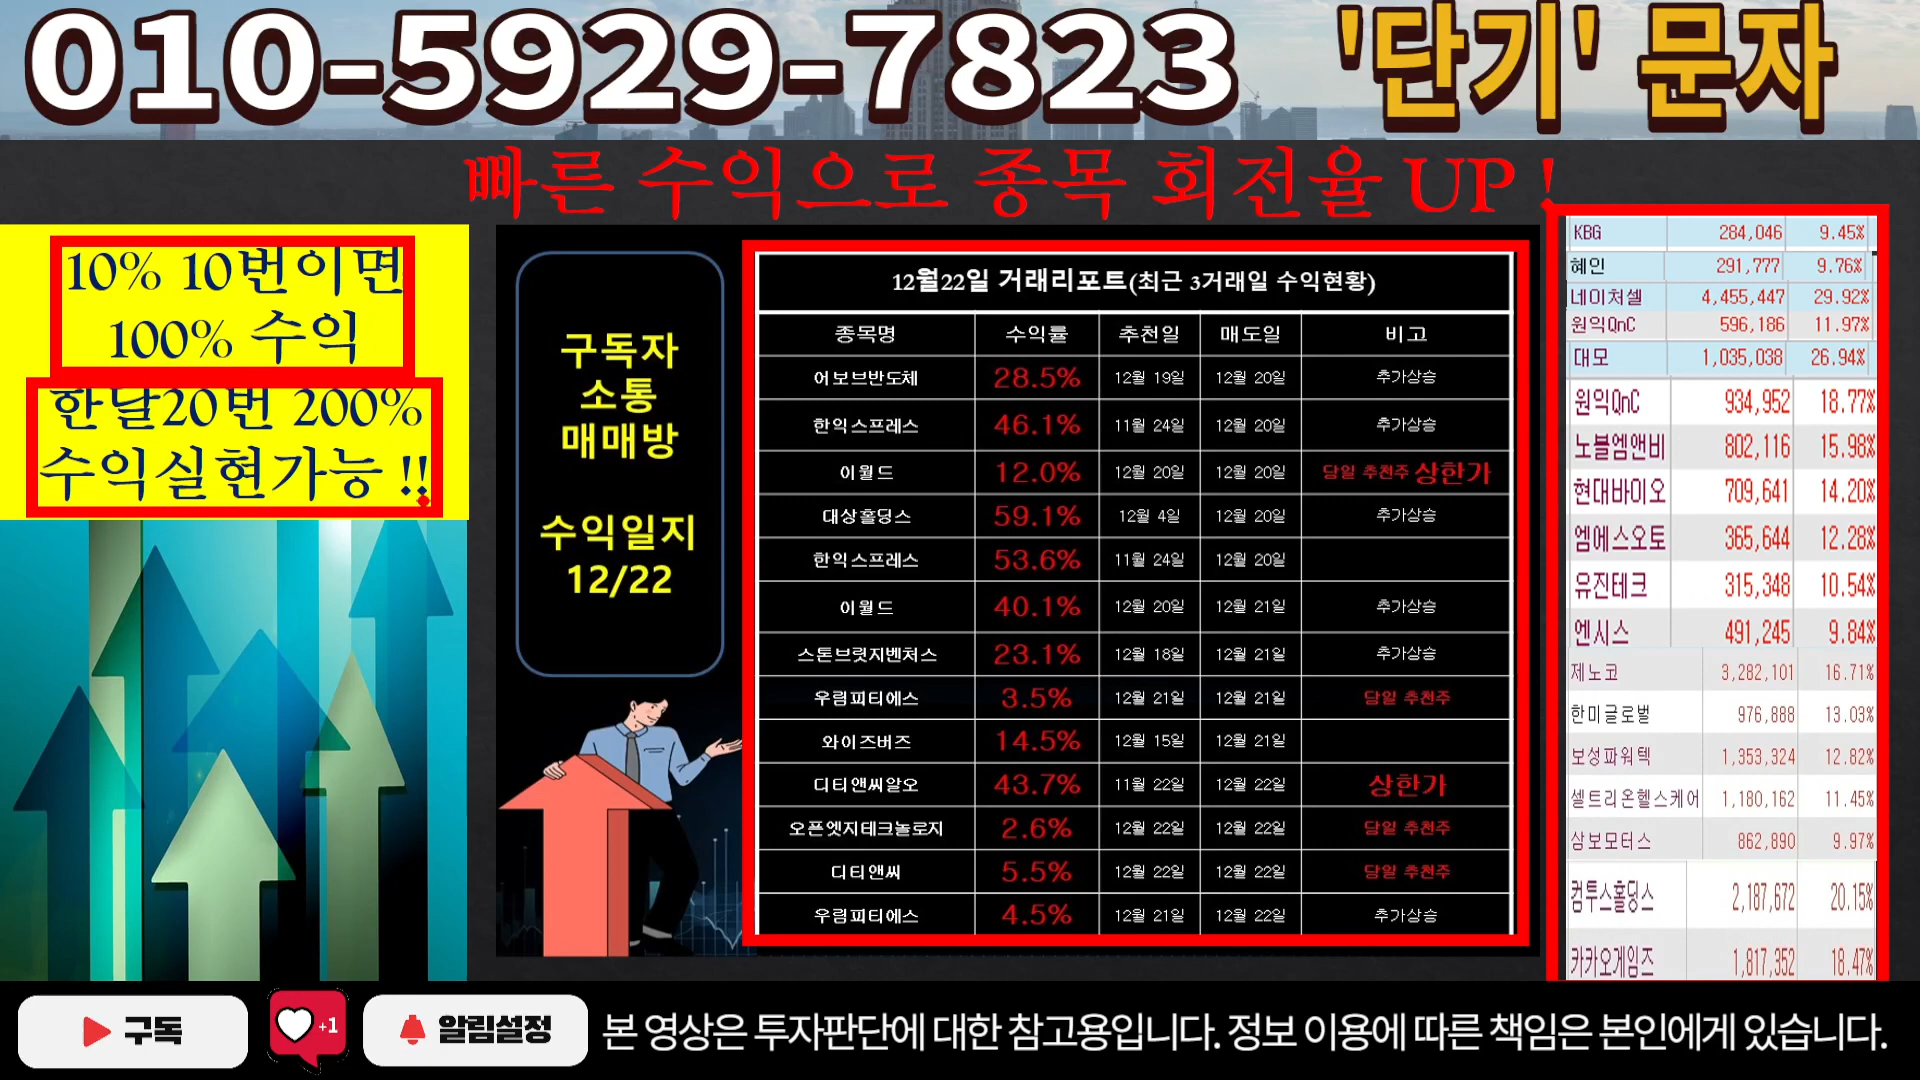 010-5929-7823 '단기' 문자
빠른 수익으로 종목 회전율 UP !
10% 10번이면
100% 수익
한달20번 200%
수익실현가능 !!
구독자
소통
매매방
수익일지
12/22
12월22일 거래리포트(최근 3거래일 수익현황)
종목명 수익률 추천일 매도일 비고
어보브반도체 28.5% 12월 19일 12월 20일 추가상승
한익스프레스 46.1% 11월 24일 12월 20일 추가상승
이월드 12.0% 12월 20일 12월 20일 당일 추천주 상한가
대상홀딩스 59.1% 12월 4일 12월 20일 추가상승
한익스프레스 53.6% 11월 24일 12월 20일
이월드 40.1% 12월 20일 12월 21일 추가상승
스톤브릿지벤처스 23.1% 12월 18일 12월 21일 추가상승
우림피티에스 3.5% 12월 21일 12월 21일 당일 추천주
와이즈버즈 14.5% 12월 15일 12월 21일
디티앤씨알오 43.7% 11월 22일 12월 22일 상한가
오픈엣지테크놀로지 2.6% 12월 22일 12월 22일 당일 추천주
디티앤씨 5.5% 12월 22일 12월 22일 당일 추천주
우림피티에스 4.5% 12월 21일 12월 22일 추가상승
KBG 284,046 9.45%
혜인 291,777 9.76%
네이처셀 4,455,447 29.92%
원익QnC 596,186 11.97%
대모 1,035,038 26.94%
원익QnC 934,952 18.77%
노블엠앤비 802,116 15.98%
현대바이오 709,641 14.20%
엠에스오토 365,644 12.28%
유진테크 315,348 10.54%
엔시스 491,245 9.84%
제노코 3,282,101 16.71%
한미글로벌 976,888 13.03%
보성파워텍 1,353,324 12.82%
셀트리온헬스케어 1,180,162 11.45%
삼보모터스 862,890 9.97%
컴투스홀딩스 2,187,672 20.15%
카카오게임즈 1,817,352 18.47%
구독 +1 알림설정 본 영상은 투자판단에 대한 참고용입니다. 정보 이용에 따른 책임은 본인에게 있습니다.